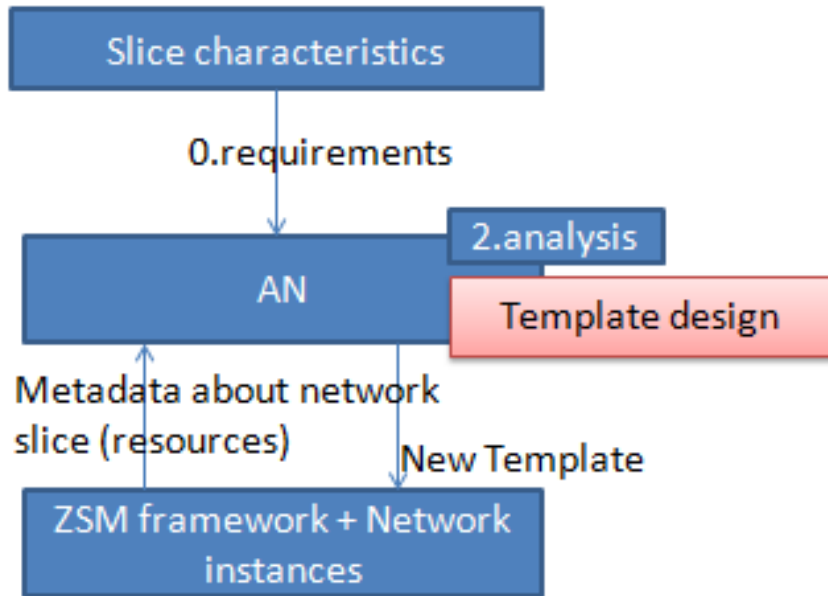 Slice characteristics
0.requirements
2.analysis
AN
Template design
Metadata about network
slice (resources)
New Template
ZSM framework + Network
instances